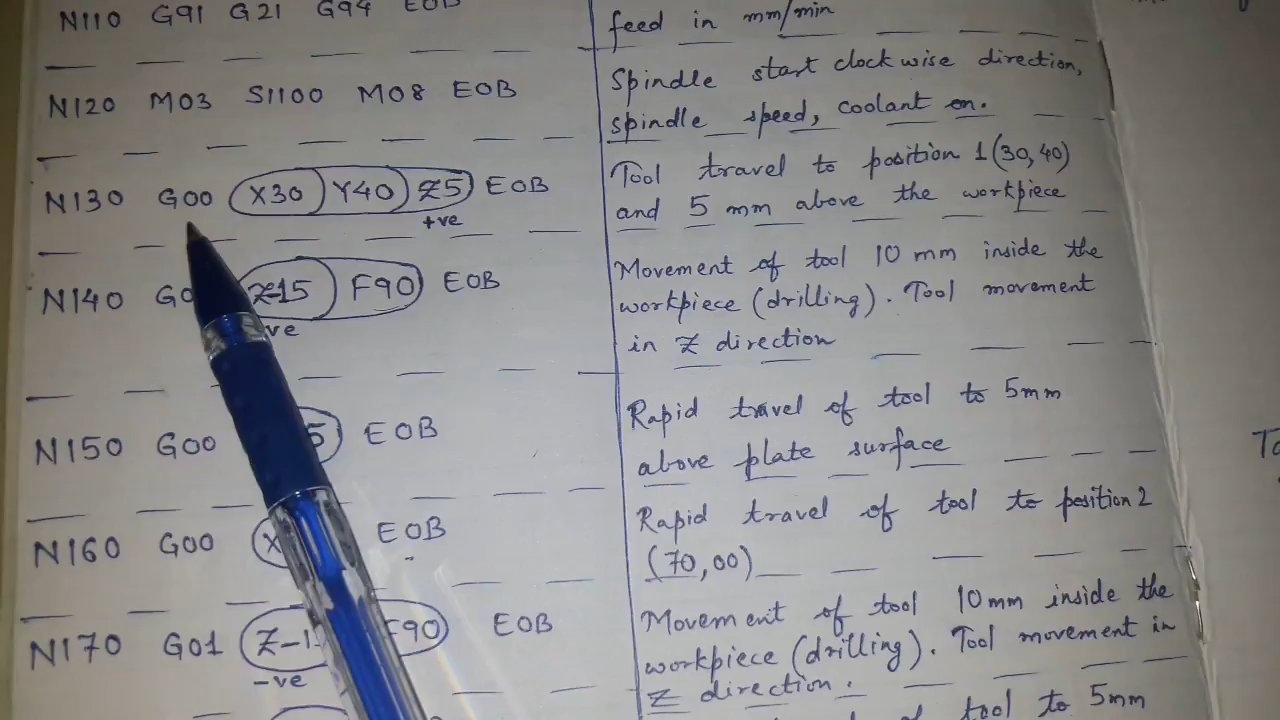 N110 G91 G21 G94 EOB
feed in mm/min
N120 M03 S1100 M08 EOB
Spindle start clockwise direction,
spindle speed, coolant on.
N130 G00 X30 Y40 Z5 EOB
+ve
Tool travel to position 1(30,40)
and 5 mm above the workpiece
N140 Z-15 F90 EOB
Movement of tool 10 mm inside the
workpiece (drilling). Tool movement
in Z direction
N150 G00 EOB
Rapid travel of tool to 5mm
above plate surface
N160 G00 X EOB
Rapid travel of tool to position 2
(70,00)
N170 G01 Z-1 F90 EOB
-ve
Movement of tool 10mm inside the
workpiece (drilling). Tool movement in
Z direction.
tool to 5mm